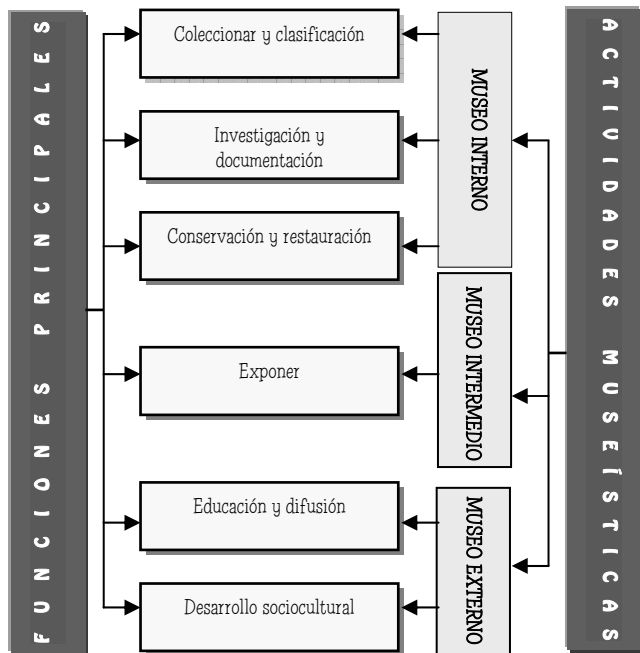 FUNCIONES PRINCIPALES
Coleccionar y clasificación
Investigación y
documentación
Conservación y restauración
Exponer
Educación y difusión
Desarrollo sociocultural
MUSEO INTERNO
MUSEO INTERMEDIO
MUSEO EXTERNO
ACTIVIDADES MUSEÍSTICAS